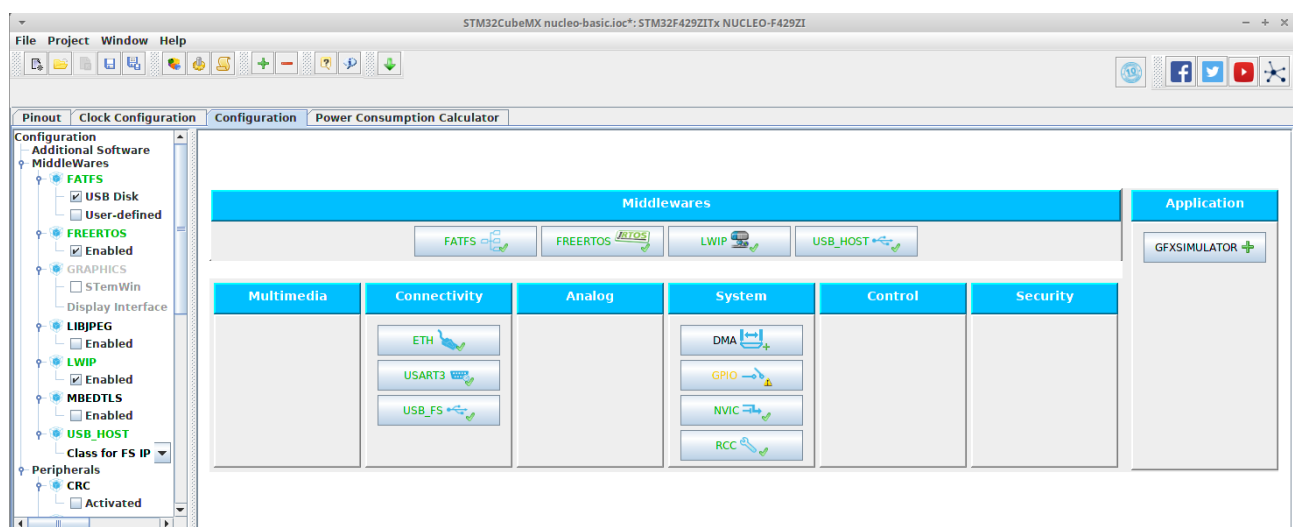 STM32CubeMX nucleo-basic.ioc*: STM32F429ZITx NUCLEO-F429ZI
File Project Window Help
19
Pinout Clock Configuration Configuration Power Consumption Calculator
Configuration
Additional Software
MiddleWares
FATFS
USB Disk
User-defined
FREERTOS
Enabled
GRAPHICS
STemWin
Display Interface
LIBJPEG
Enabled
LWIP
Enabled
MBEDTLS
Enabled
USB_HOST
Class for FS IP
Peripherals
CRC
Activated
Middlewares
FATFS FREERTOS RTOS LWIP USB_HOST
Application
GFXSIMULATOR
Multimedia Connectivity Analog System Control Security
ETH
USART3
USB_FS
DMA
GPIO
NVIC
RCC